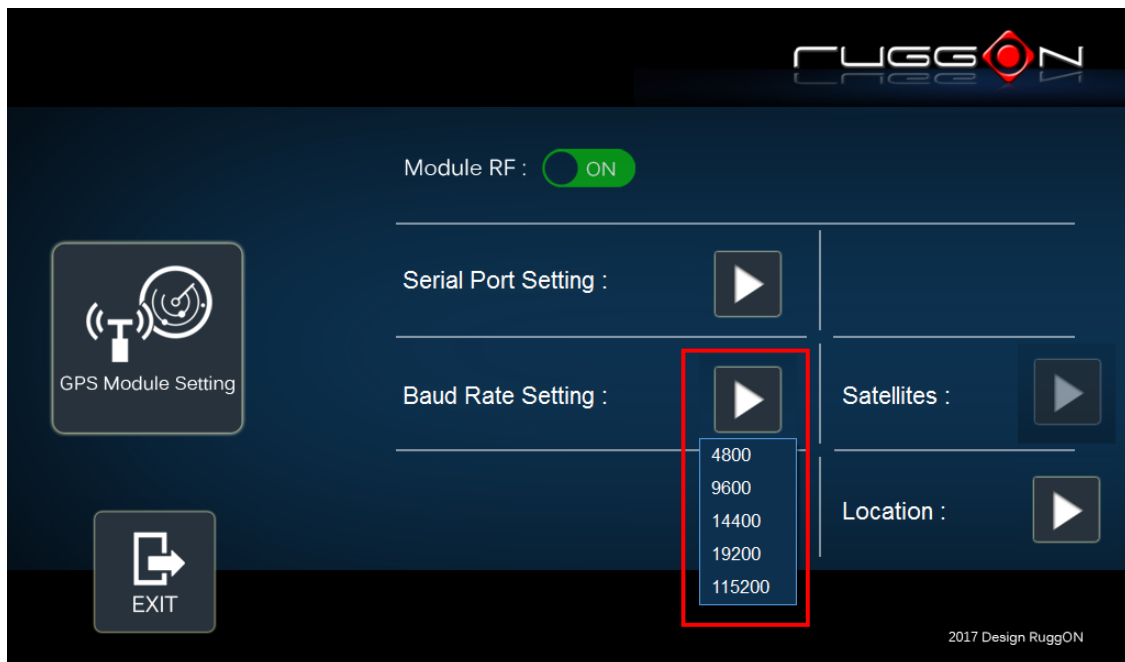 ruggON
Module RF : ON
Serial Port Setting :
GPS Module Setting
Baud Rate Setting :
Satellites :
4800
9600
14400
19200
115200
Location :
EXIT
2017 Design RuggON